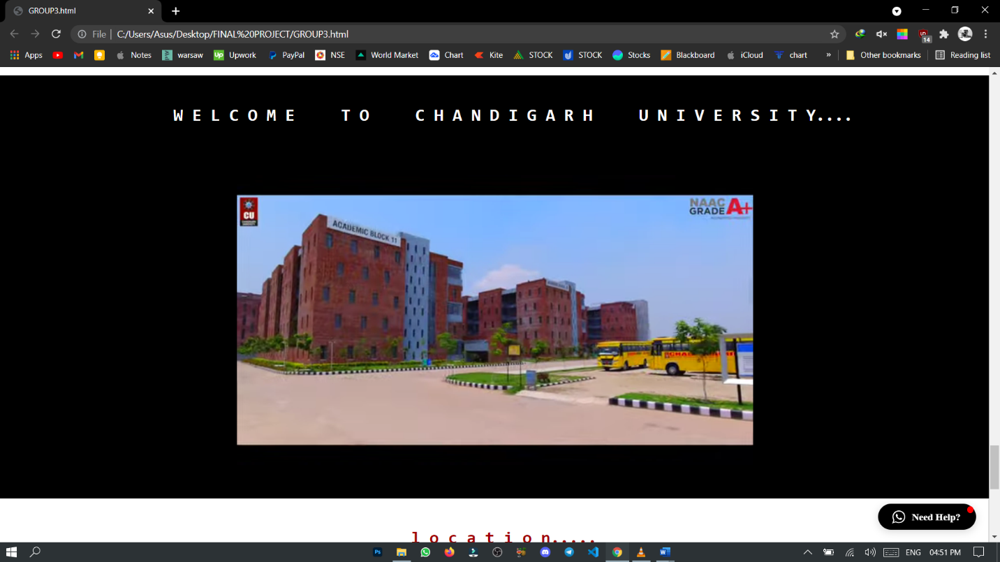 GROUP3.html
File | C:/Users/Asus/Desktop/FINAL%20PROJECT/GROUP3.html
14
Apps Notes warsaw Upwork PayPal NSE World Market Chart Kite STOCK STOCK Stocks Blackboard iCloud chart » Other bookmarks Reading list
W E L C O M E T O C H A N D I G A R H U N I V E R S I T Y....
CU
NAAC
GRADE A+
ACADEMIC BLOCK 11
Need Help?
l o c a t i o n.....
ENG 04:51 PM